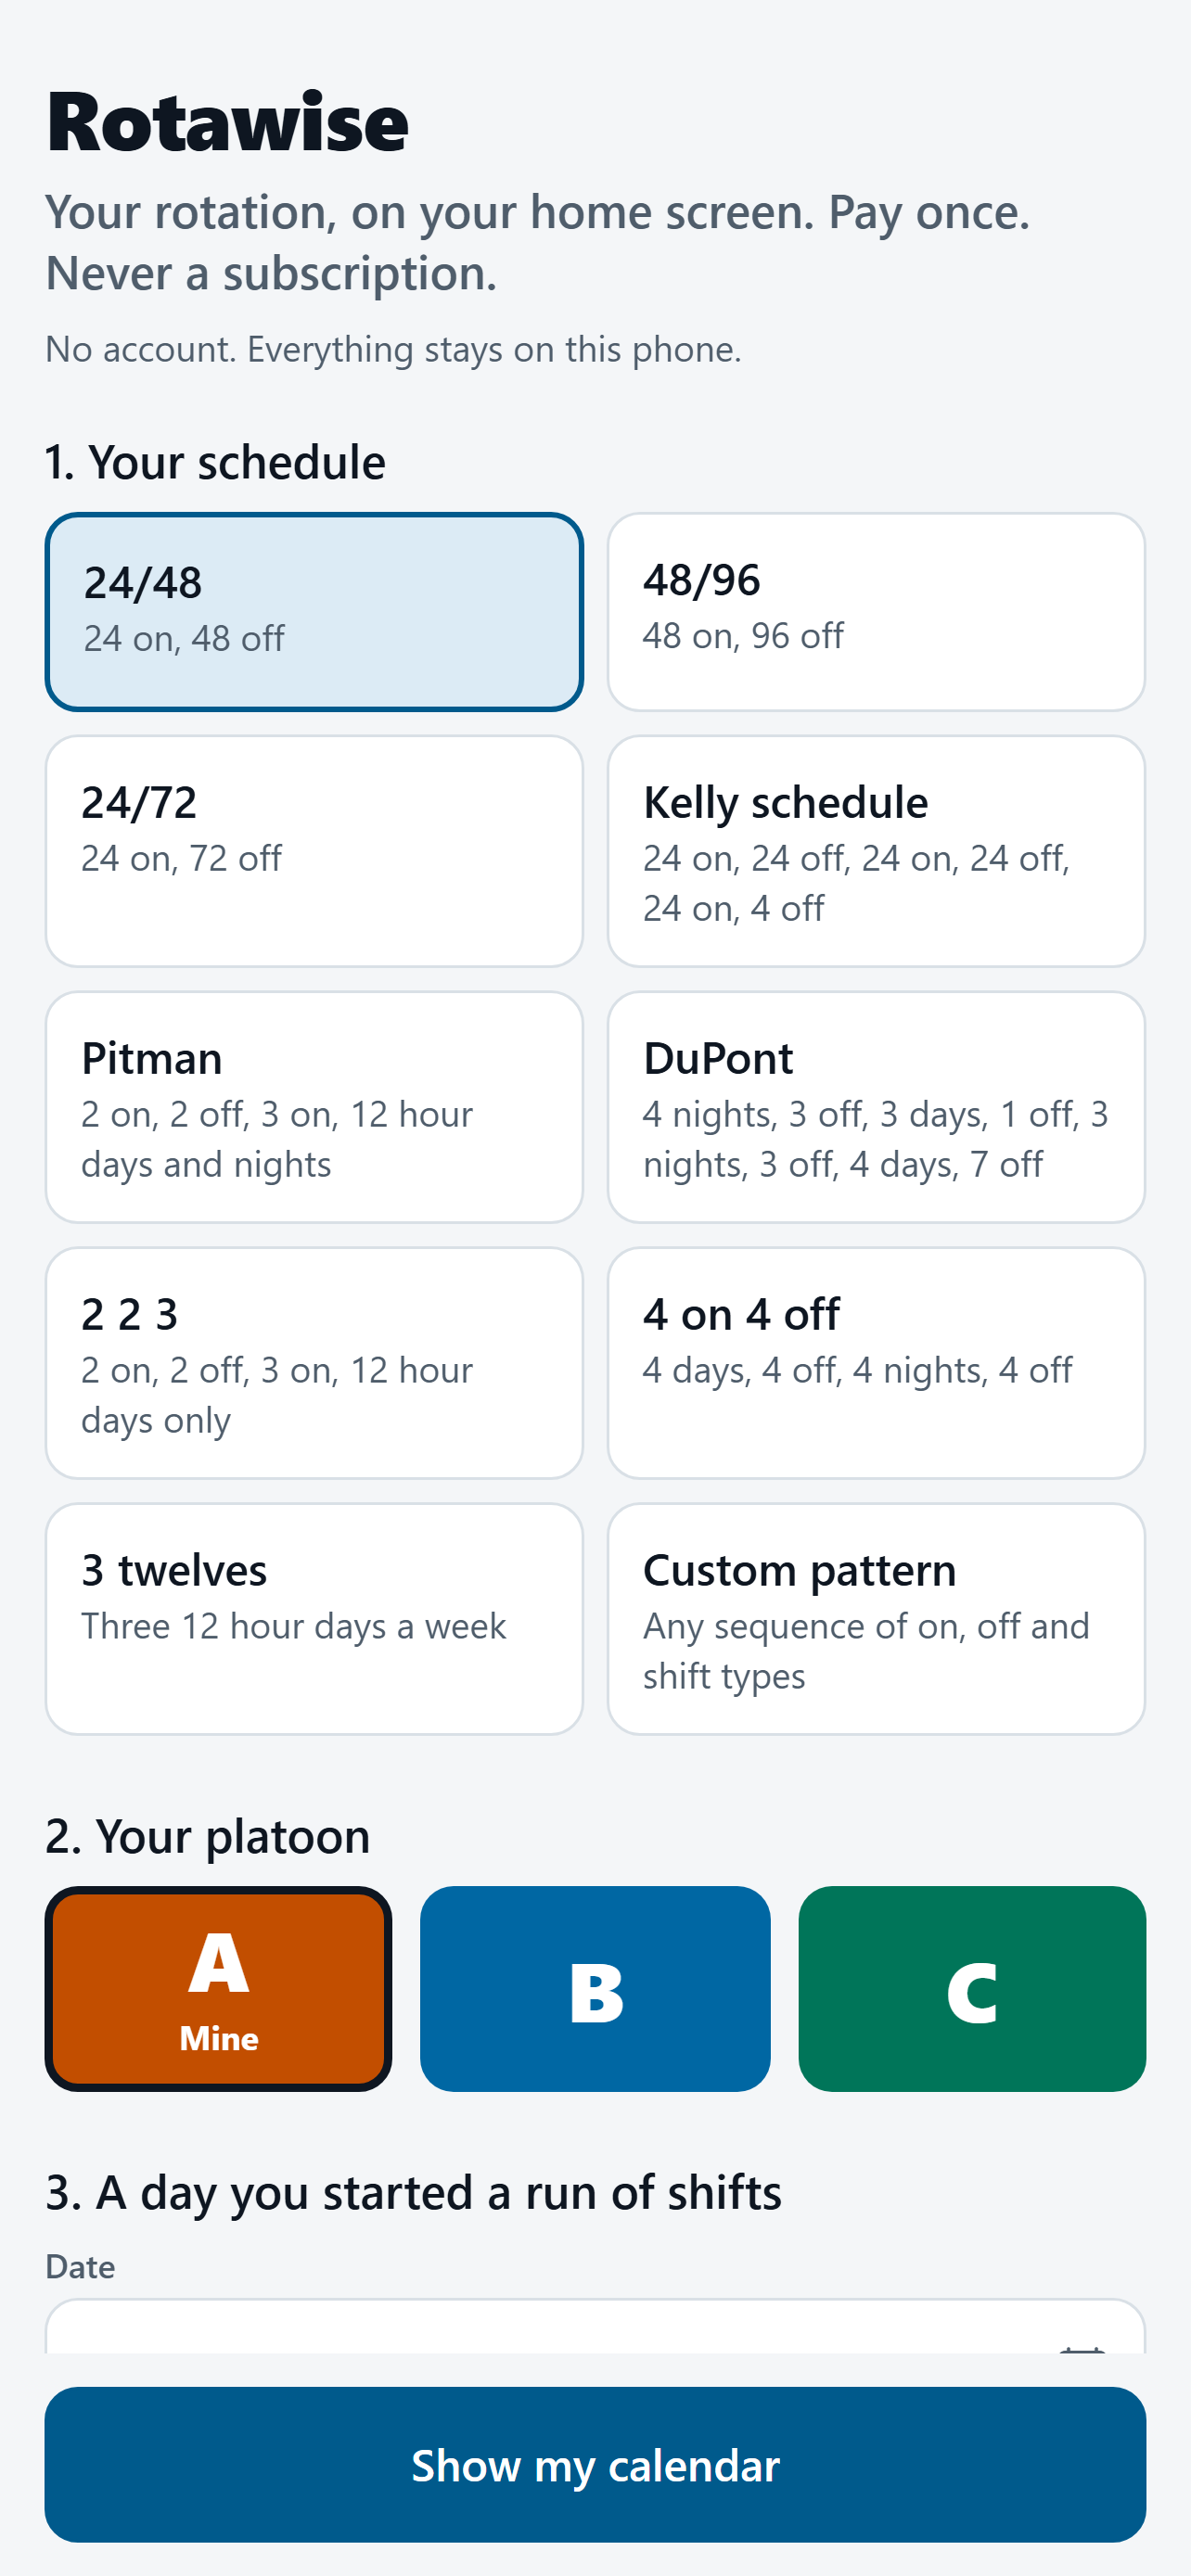 Rotawise
Your rotation, on your home screen. Pay once.
Never a subscription.
No account. Everything stays on this phone.
1. Your schedule
24/48
24 on, 48 off
48/96
48 on, 96 off
24/72
24 on, 72 off
Kelly schedule
24 on, 24 off, 24 on, 24 off,
24 on, 4 off
Pitman
2 on, 2 off, 3 on, 12 hour
days and nights
DuPont
4 nights, 3 off, 3 days, 1 off, 3
nights, 3 off, 4 days, 7 off
2 2 3
2 on, 2 off, 3 on, 12 hour
days only
4 on 4 off
4 days, 4 off, 4 nights, 4 off
3 twelves
Three 12 hour days a week
Custom pattern
Any sequence of on, off and
shift types
2. Your platoon
A
Mine
B
C
3. A day you started a run of shifts
Date
Show my calendar